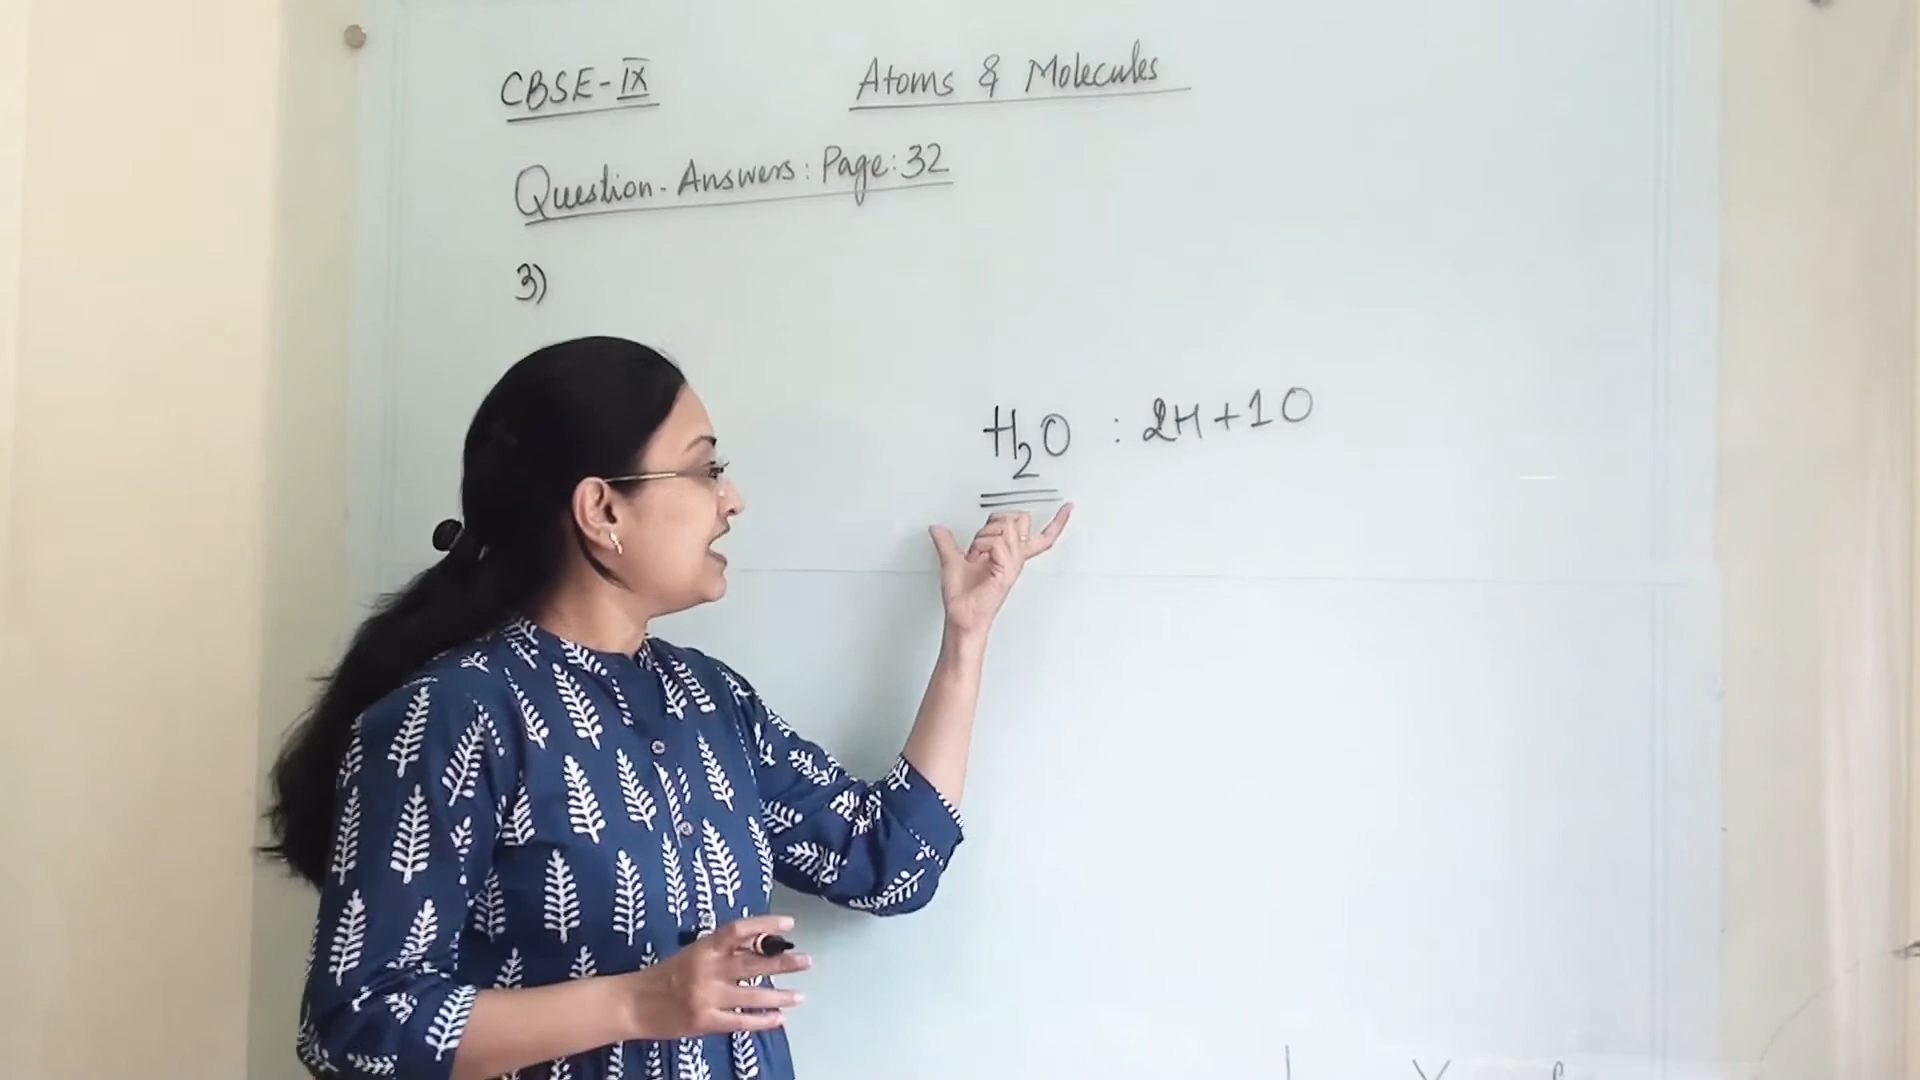 CBSE-IX Atoms & Molecules
Question-Answers: Page: 32
3)
H₂O : 2H+1O